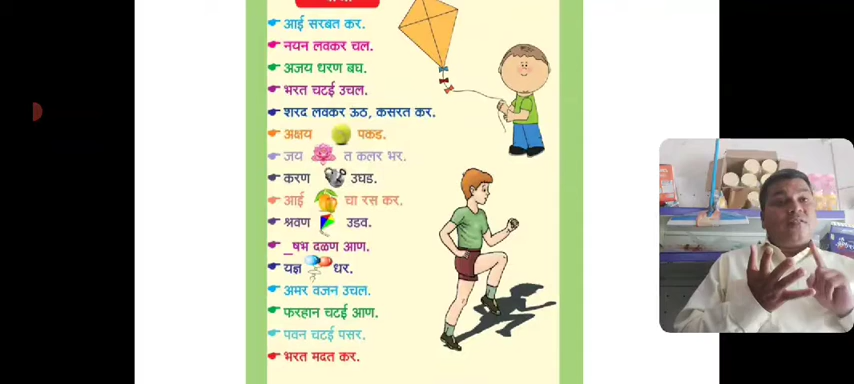 आई सरबत कर.
नयन लवकर चल.
अजय धरण बघ.
भरत चटई उचल.
शरद लवकर ऊठ, कसरत कर.
अक्षय पकड.
जय त कलर भर.
करण उघड.
आई चा रस कर.
श्रवण उडव.
_षभ दळण आण.
यज्ञ धर.
अमर वजन उचल.
फरहान चटई आण.
पवन चटई पसर.
भरत मदत कर.